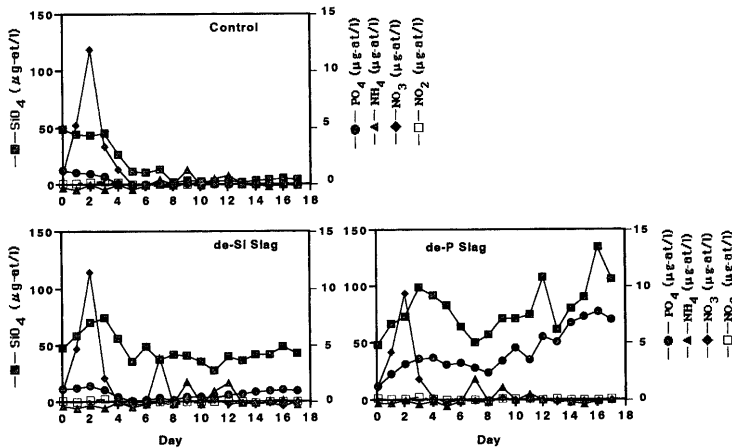 Control
—■—SiO4 (µg-at/l)
150
100
50
0
15
10
5
0
0 2 4 6 8 10 12 14 16 18
—●—PO4 (µg-at/l)
—▲—NH4 (µg-at/l)
—◆—NO3 (µg-at/l)
—□—NO2 (µg-at/l)
de-Si Slag
—■—SiO4 (µg-at/l)
150
100
50
0
15
10
5
0
0 2 4 6 8 10 12 14 16 18
Day
de-P Slag
150
100
50
0
15
10
5
0
0 2 4 6 8 10 12 14 16 18
Day
—●—PO4 (µg-at/l)
—▲—NH4 (µg-at/l)
—◆—NO3 (µg-at/l)
—□—NO2 (µg-at/l)